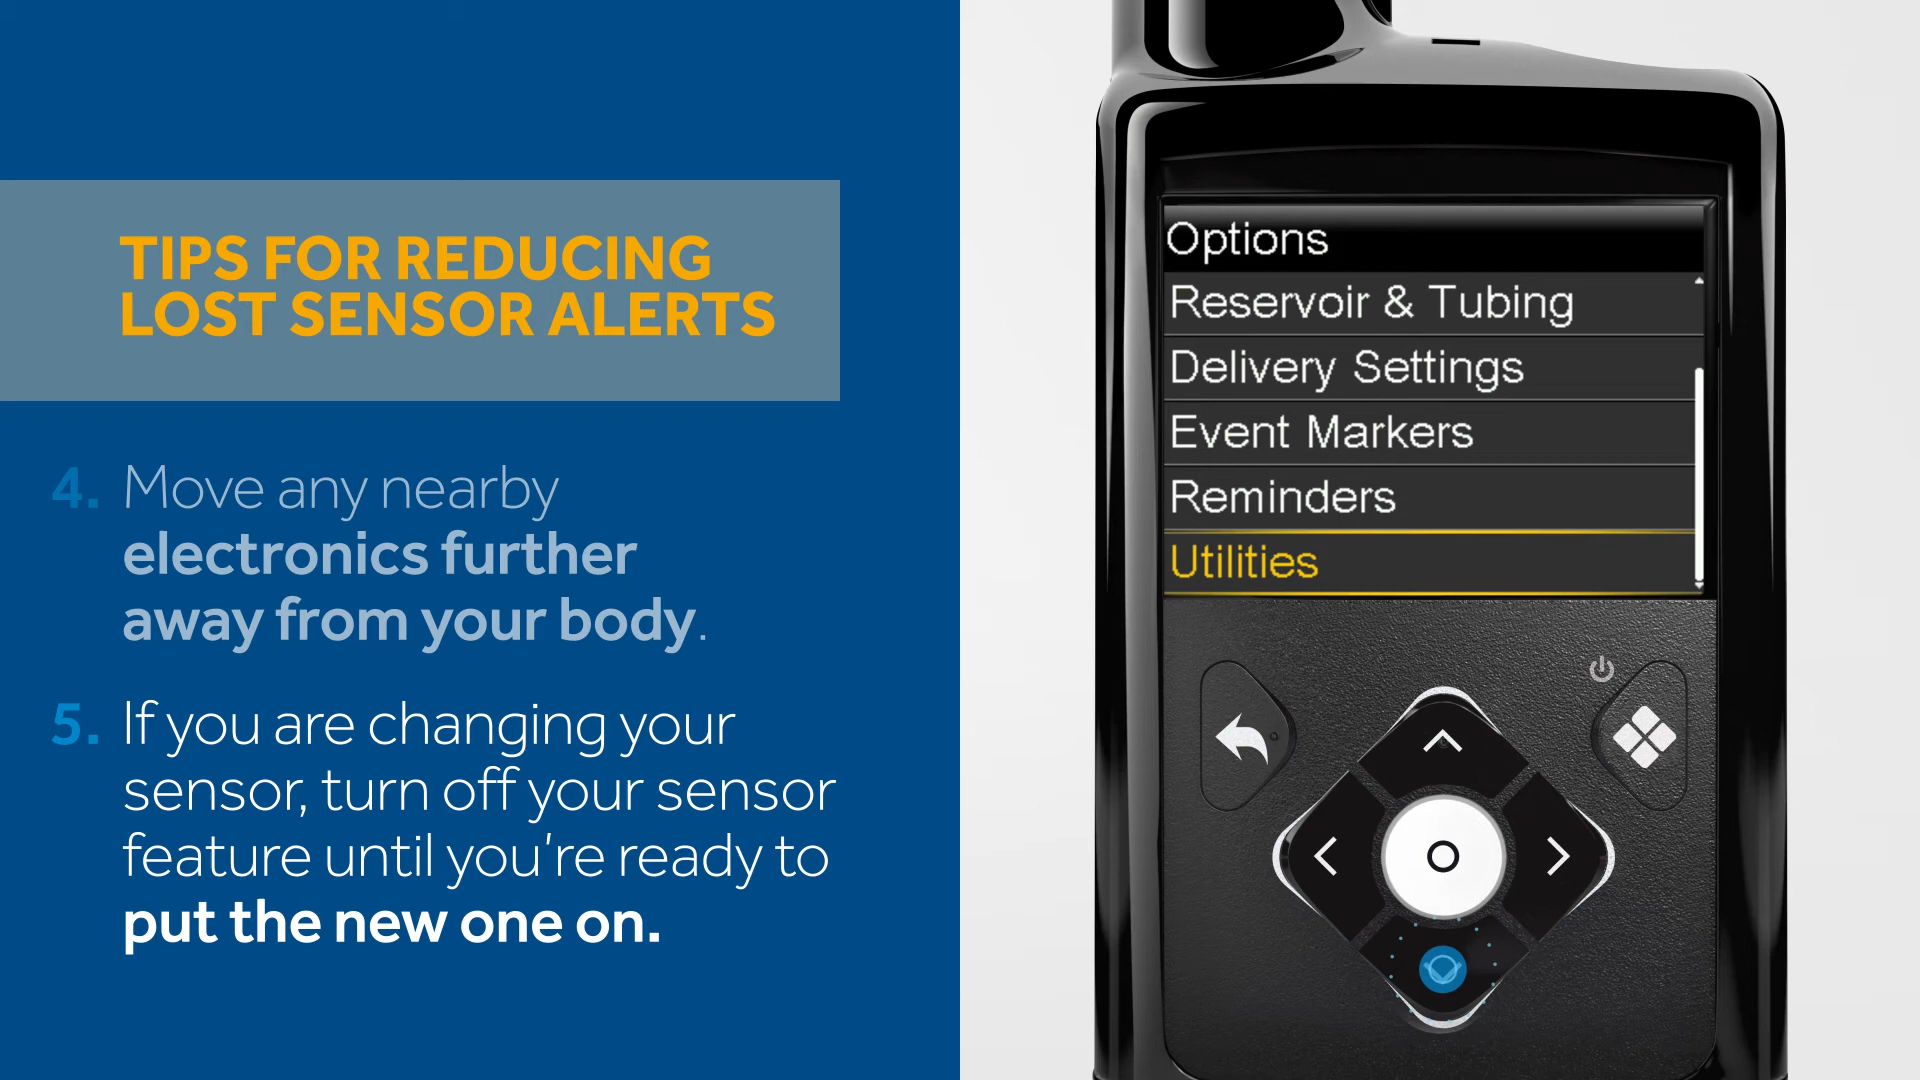 TIPS FOR REDUCING
LOST SENSOR ALERTS
4. Move any nearby
electronics further
away from your body.
5. If you are changing your
sensor, turn off your sensor
feature until you're ready to
put the new one on.
Options
Reservoir & Tubing
Delivery Settings
Event Markers
Reminders
Utilities